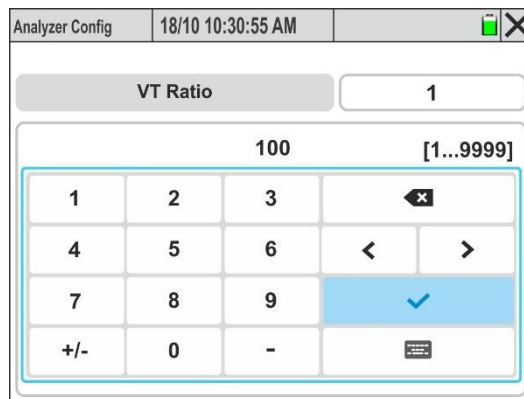 Analyzer Config 18/10 10:30:55 AM
VT Ratio 1
100 [1...9999]
1 2 3
4 5 6 < >
7 8 9
+/- 0 -